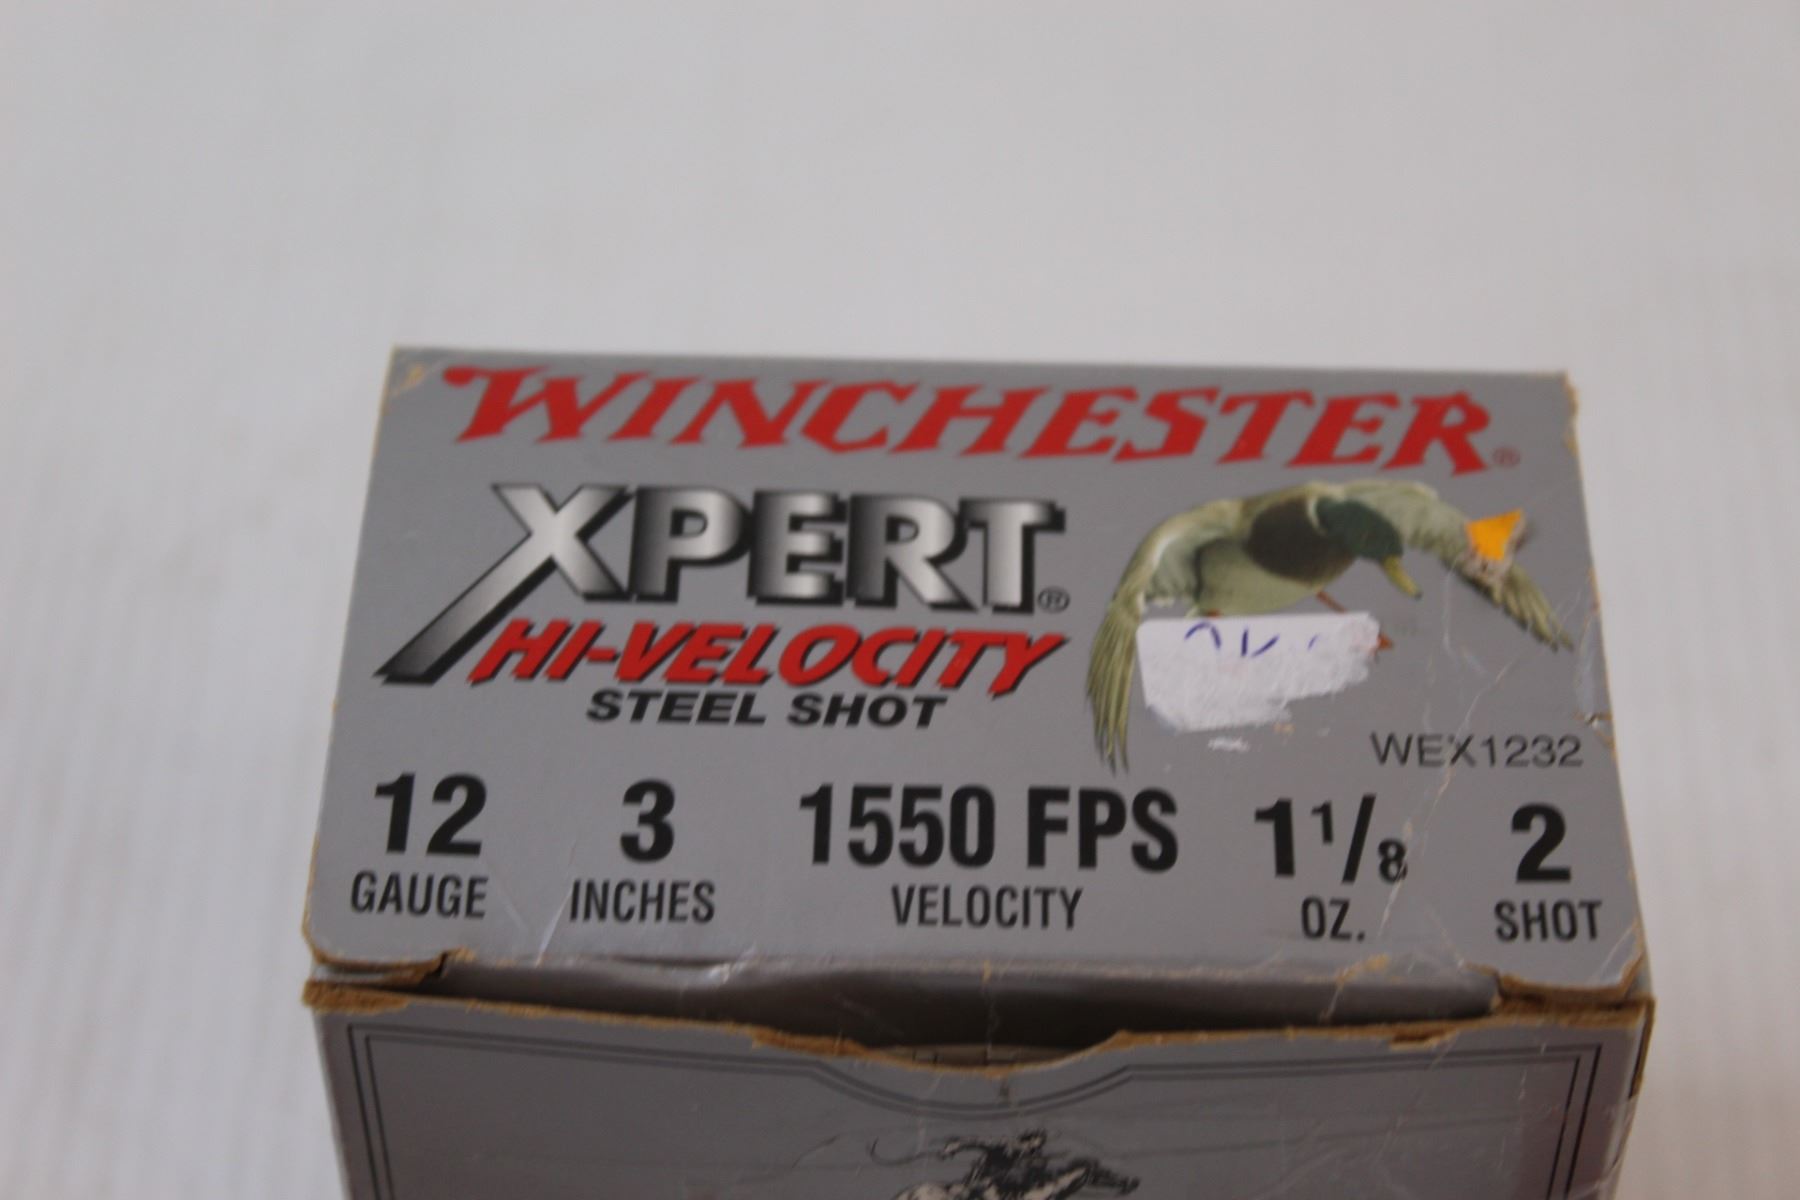 WINCHESTER®
XPERT®
HI-VELOCITY
STEEL SHOT
WEX1232
12 3 1550 FPS 1 1/8 2
GAUGE INCHES VELOCITY OZ. SHOT